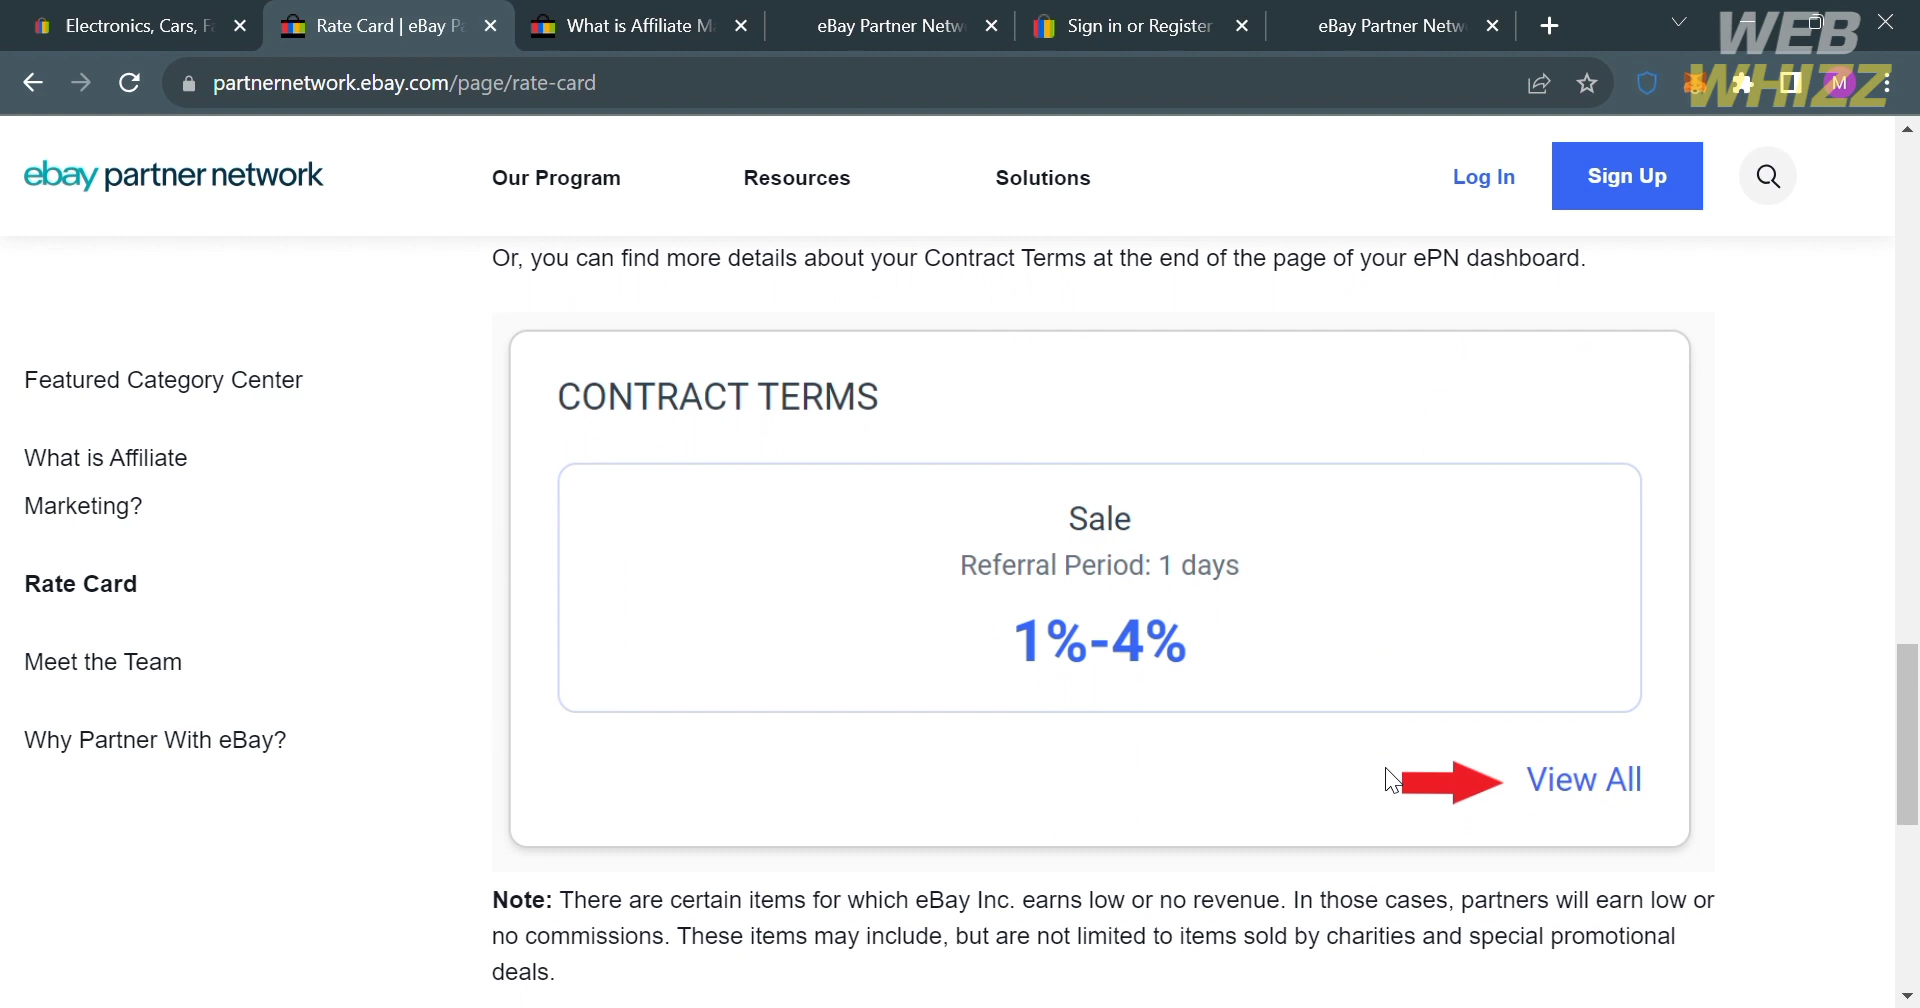 Electronics, Cars, Fa
Rate Card | eBay Pa
What is Affiliate Ma
eBay Partner Netw
Sign in or Register
eBay Partner Netw
WEB
WHIZZ
partnernetwork.ebay.com/page/rate-card
M
ebay partner network
Our Program
Resources
Solutions
Log In
Sign Up
Or, you can find more details about your Contract Terms at the end of the page of your ePN dashboard.
Featured Category Center
What is Affiliate
Marketing?
Rate Card
Meet the Team
Why Partner With eBay?
CONTRACT TERMS
Sale
Referral Period: 1 days
1%-4%
View All
Note: There are certain items for which eBay Inc. earns low or no revenue. In those cases, partners will earn low or
no commissions. These items may include, but are not limited to items sold by charities and special promotional
deals.